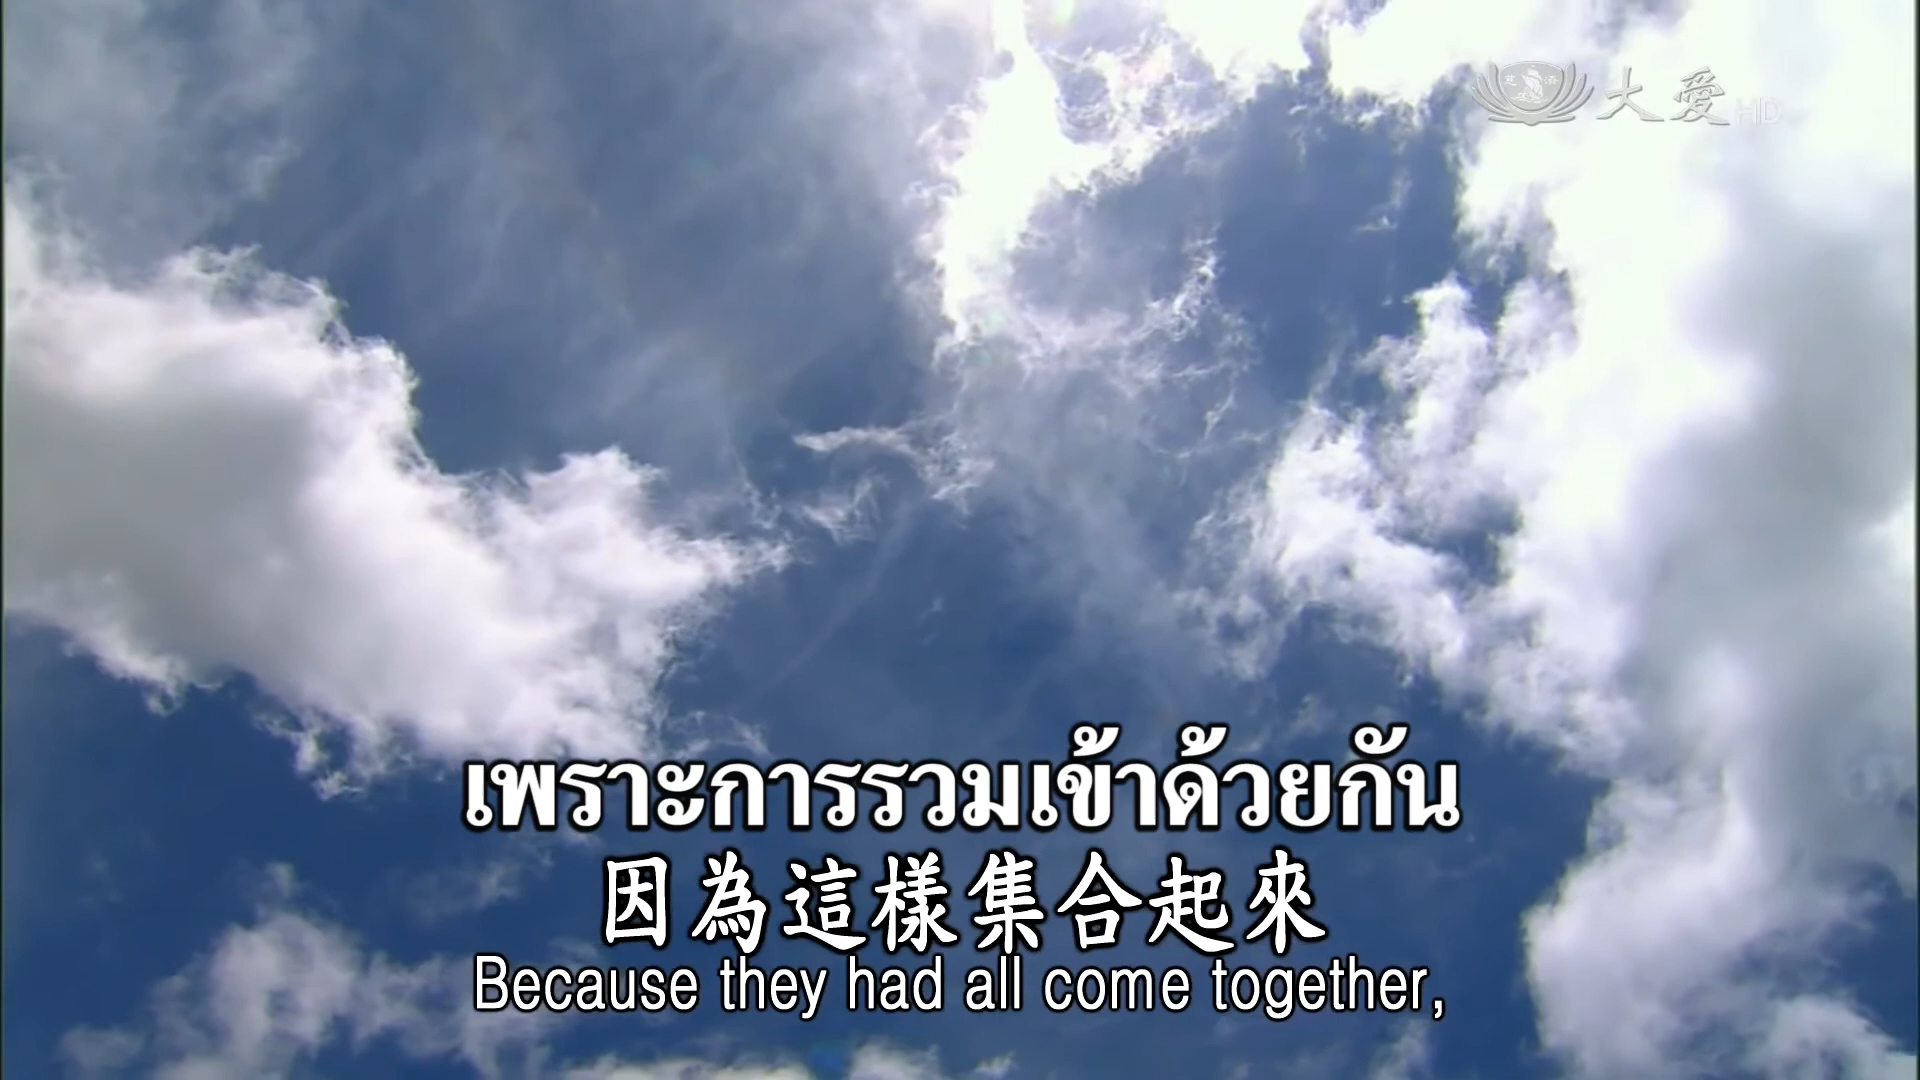 大愛HD
เพราะการรวมเข้าด้วยกัน
因為這樣集合起來
Because they had all come together,